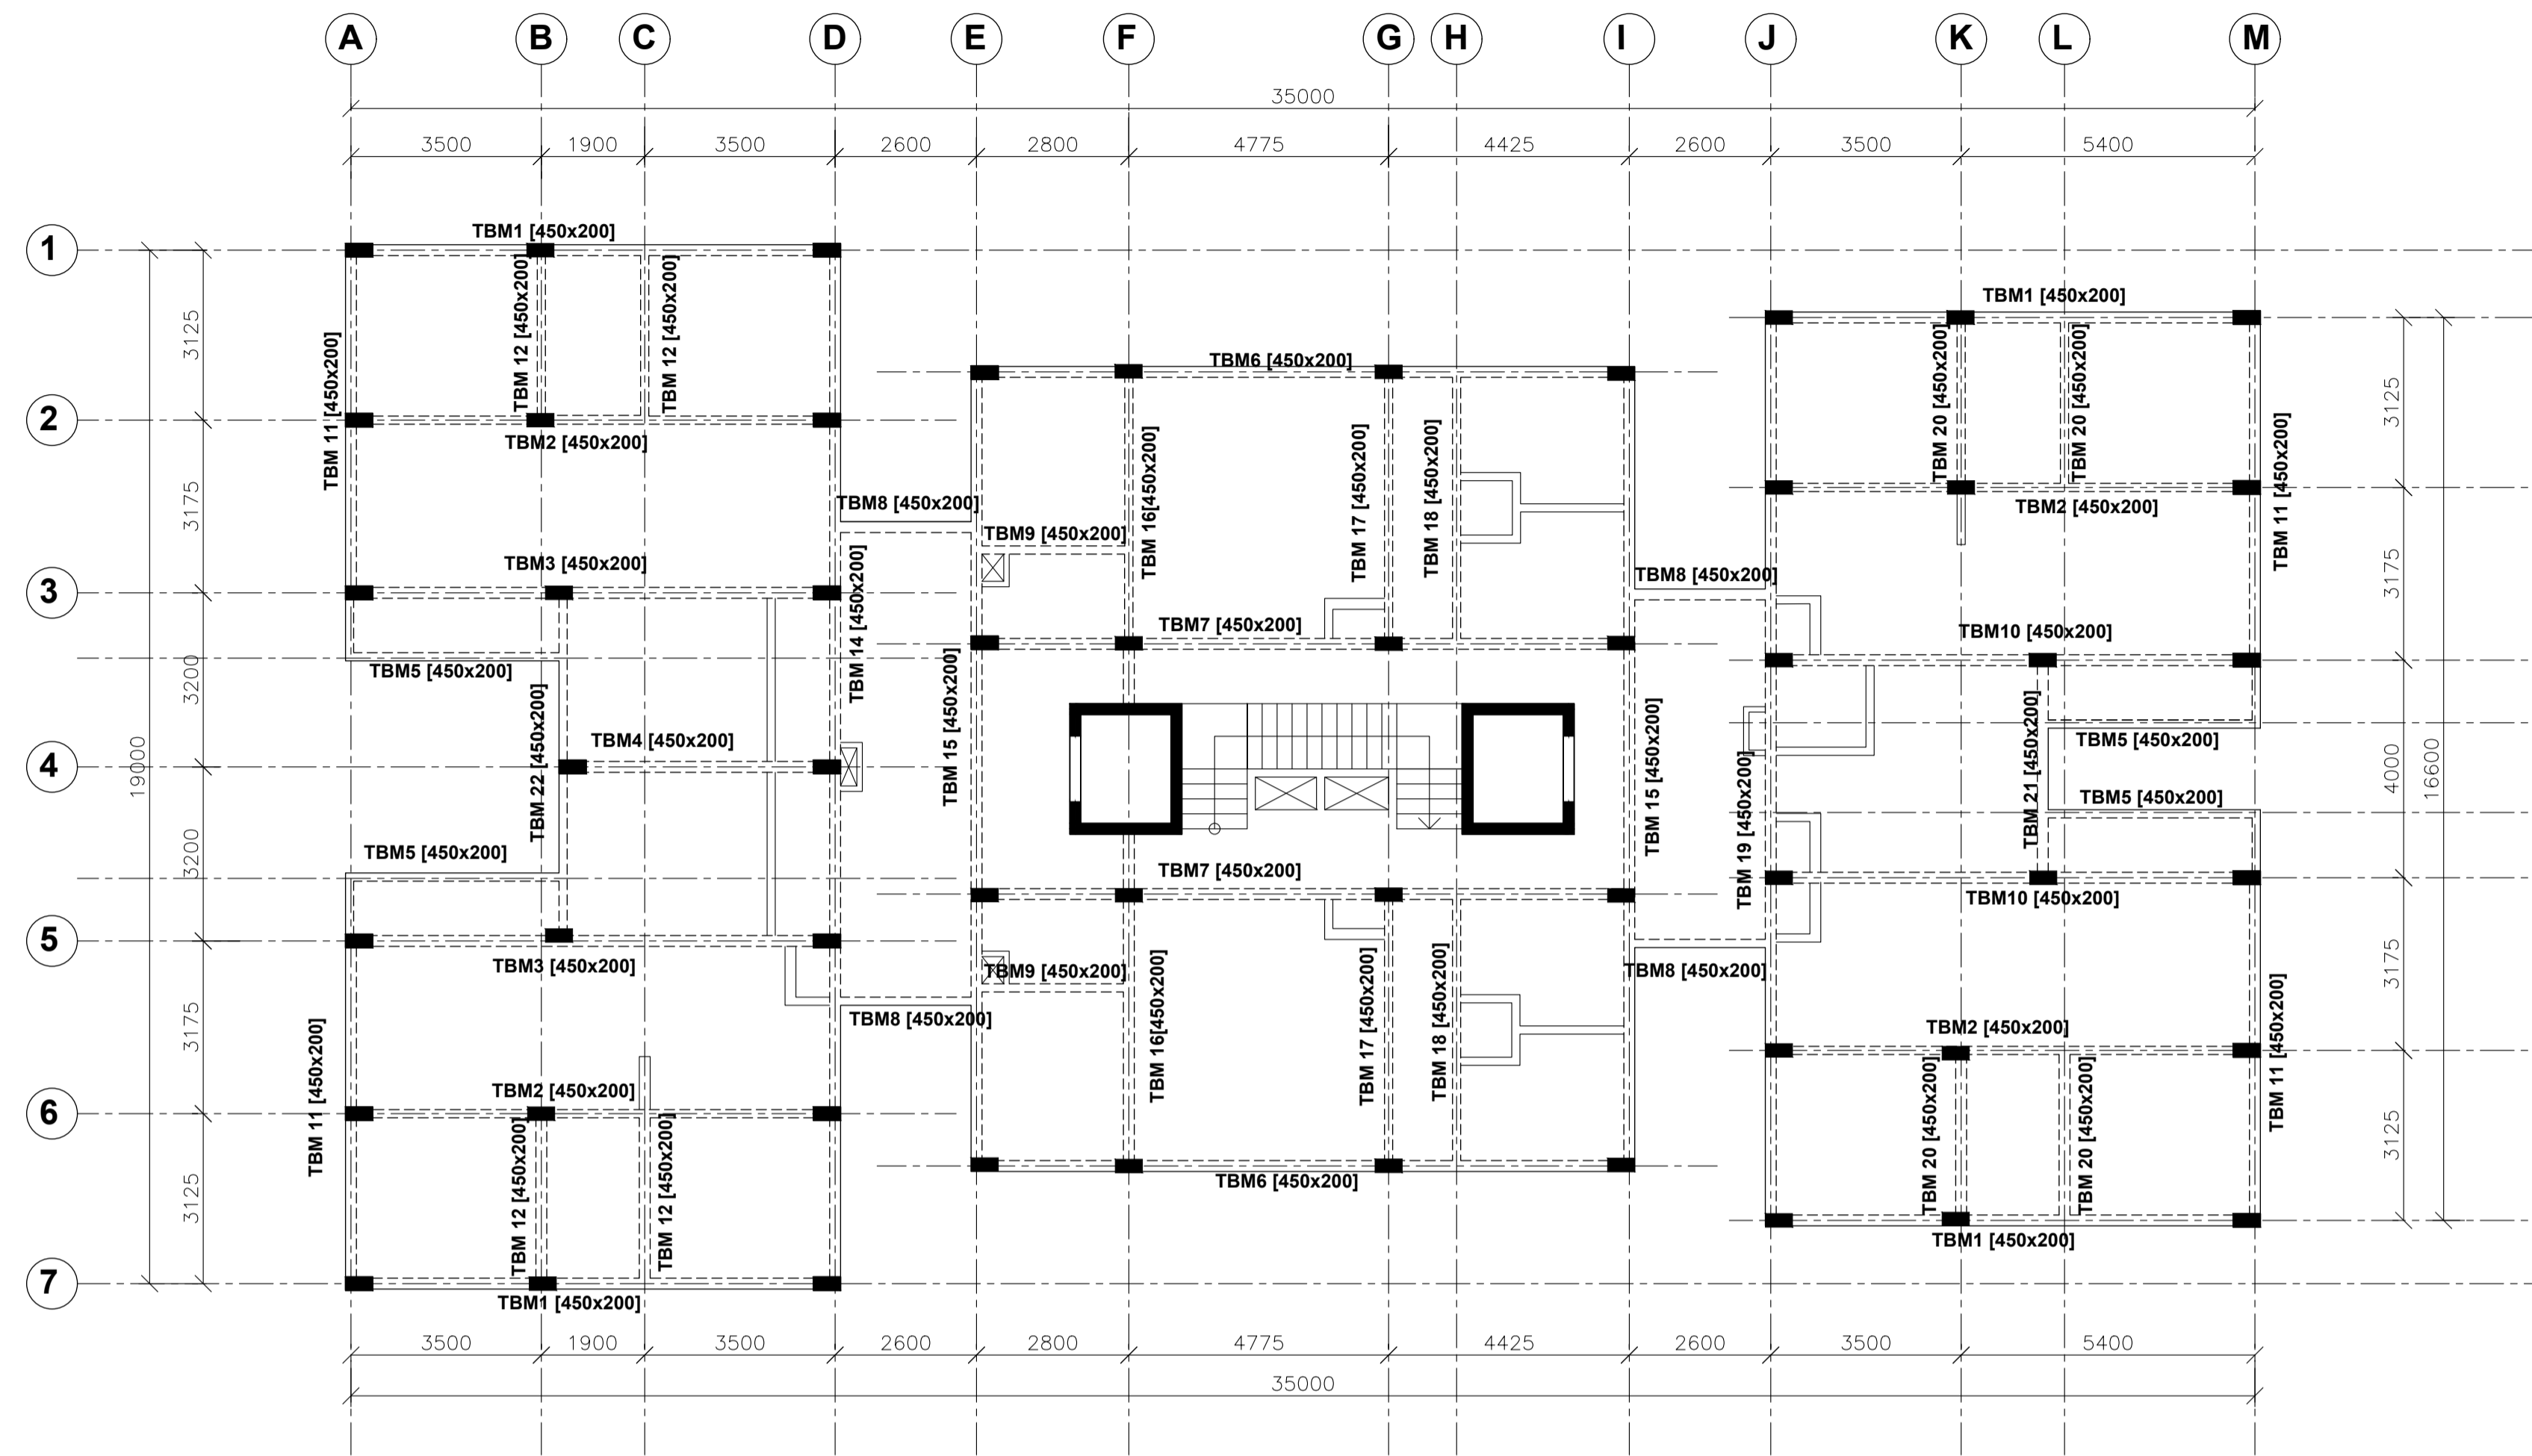 A B C D E F G H I J K L M
35000
3500 1900 3500 2600 2800 4775 4425 2600 3500 5400
1
TBM1 [450x200]
TBM 12 [450x200]
TBM 12 [450x200]
3125
TBM 11 [450x200]
TBM1 [450x200]
TBM 20 [450x200]
TBM 20 [450x200]
3125
TBM6 [450x200]
2
TBM2 [450x200]
TBM 16[450x200]
TBM 17 [450x200]
TBM 18 [450x200]
TBM2 [450x200]
TBM 11 [450x200]
3175
TBM8 [450x200]
TBM9 [450x200]
3
TBM3 [450x200]
TBM 14 [450x200]
TBM8 [450x200]
3175
TBM7 [450x200]
TBM10 [450x200]
TBM5 [450x200]
3200
TBM 22 [450x200]
TBM 15 [450x200]
TBM 15 [450x200]
TBM 21 [450x200]
TBM5 [450x200]
4
TBM4 [450x200]
19000
4000
16600
TBM5 [450x200]
TBM 19 [450x200]
TBM5 [450x200]
3200
TBM7 [450x200]
TBM10 [450x200]
5
TBM3 [450x200]
TBM9 [450x200]
TBM8 [450x200]
3175
TBM8 [450x200]
3175
TBM 11 [450x200]
TBM 16[450x200]
TBM 17 [450x200]
TBM 18 [450x200]
TBM2 [450x200]
TBM 11 [450x200]
6
TBM2 [450x200]
TBM 12 [450x200]
TBM 12 [450x200]
TBM 20 [450x200]
TBM 20 [450x200]
3125
3125
TBM6 [450x200]
TBM1 [450x200]
7
TBM1 [450x200]
3500 1900 3500 2600 2800 4775 4425 2600 3500 5400
35000